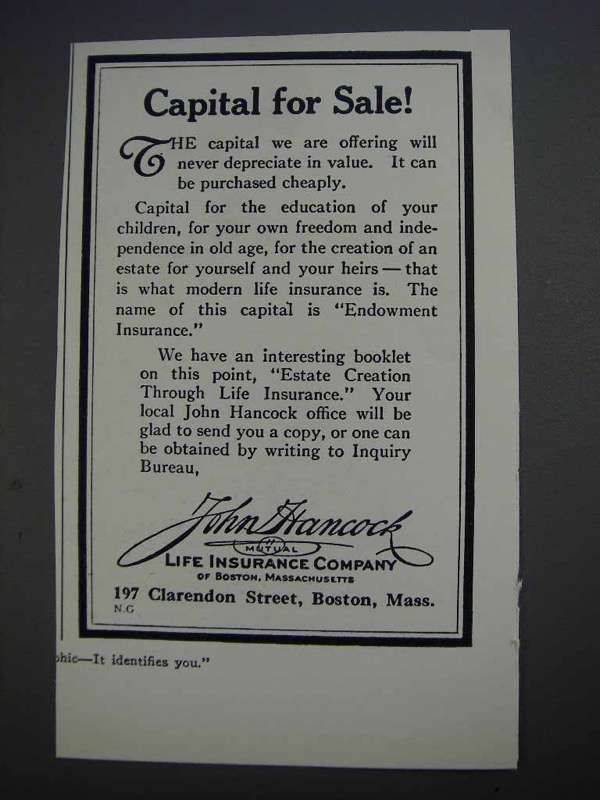 Capital for Sale!
THE capital we are offering will
never depreciate in value. It can
be purchased cheaply.
Capital for the education of your
children, for your own freedom and inde-
pendence in old age, for the creation of an
estate for yourself and your heirs — that
is what modern life insurance is. The
name of this capital is "Endowment
Insurance."
We have an interesting booklet
on this point, "Estate Creation
Through Life Insurance." Your
local John Hancock office will be
glad to send you a copy, or one can
be obtained by writing to Inquiry
Bureau,
John Hancock
MUTUAL
LIFE INSURANCE COMPANY
OF BOSTON, MASSACHUSETTS
197 Clarendon Street, Boston, Mass.
N.G
phic—It identifies you."